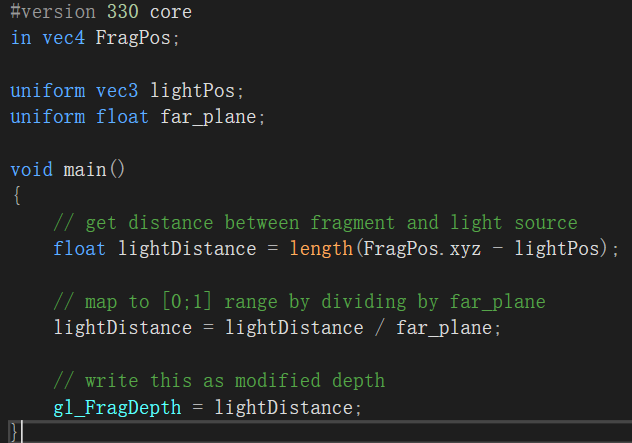 #version 330 core
in vec4 FragPos;

uniform vec3 lightPos;
uniform float far_plane;

void main()
{
    // get distance between fragment and light source
    float lightDistance = length(FragPos.xyz - lightPos);

    // map to [0;1] range by dividing by far_plane
    lightDistance = lightDistance / far_plane;

    // write this as modified depth
    gl_FragDepth = lightDistance;
}